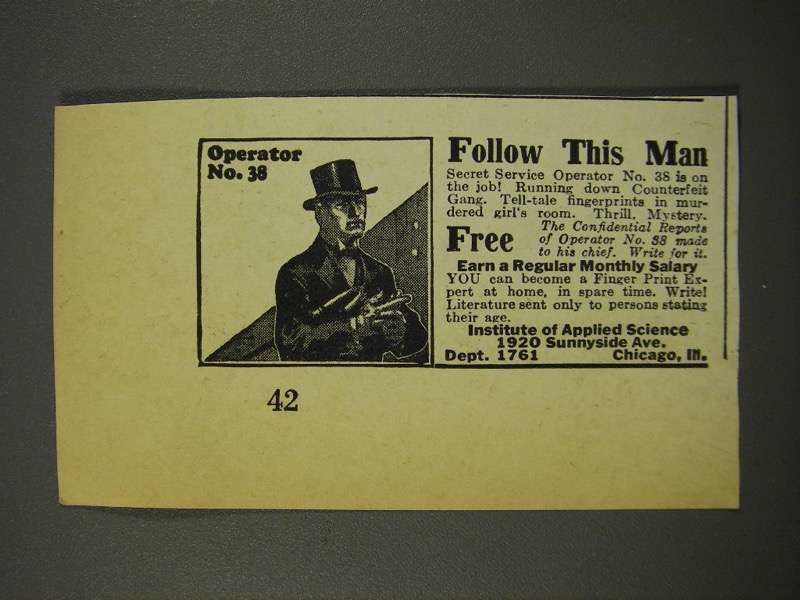 Operator
No. 38
Follow This Man
Secret Service Operator No. 38 is on
the job! Running down Counterfeit
Gang. Tell-tale fingerprints in mur-
dered girl's room. Thrill, Mystery.
Free
The Confidential Reports
of Operator No. 38 made
to his chief. Write for it.
Earn a Regular Monthly Salary
YOU can become a Finger Print Ex-
pert at home, in spare time. Write!
Literature sent only to persons stating
their age.
Institute of Applied Science
1920 Sunnyside Ave.
Dept. 1761 Chicago, Ill.
42